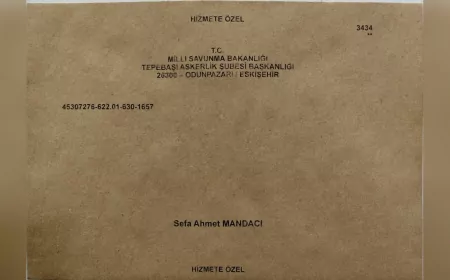 HİZMETE ÖZEL
3434
**
T.C.
MİLLİ SAVUNMA BAKANLIĞI
TEPEBAŞI ASKERLİK ŞUBESİ BAŞKANLIĞI
26300 – ODUNPAZARI / ESKİŞEHİR
45307276-622.01-630-1657
Sefa Ahmet MANDACI
HİZMETE ÖZEL